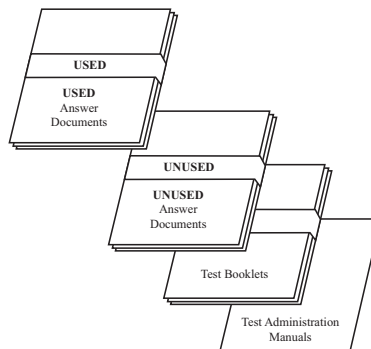 USED
USED
Answer
Documents
UNUSED
UNUSED
Answer
Documents
Test Booklets
Test Administration
Manuals